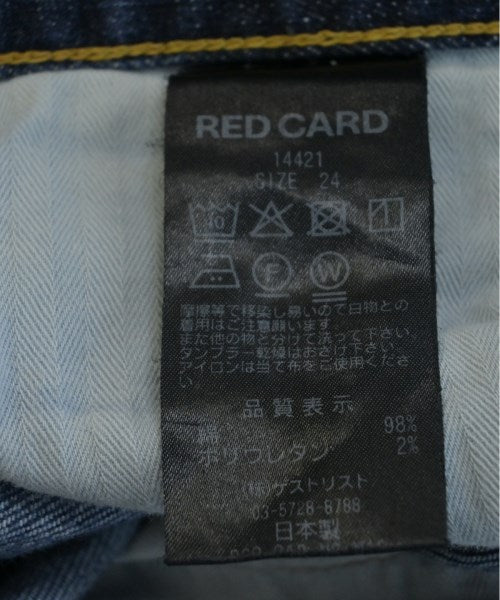 RED CARD
14421
SIZE 24
40
F
W
摩擦等で移染し易いので白物との
着用はご注意願います。
また他の物と分けて洗って下さい。
タンブラー乾燥はお避け下さい。
アイロンは当て布をご使用ください。
品質表示
綿 98%
ポリウレタン 2%
(株)ゲストリスト
03-5728-8788
日本製